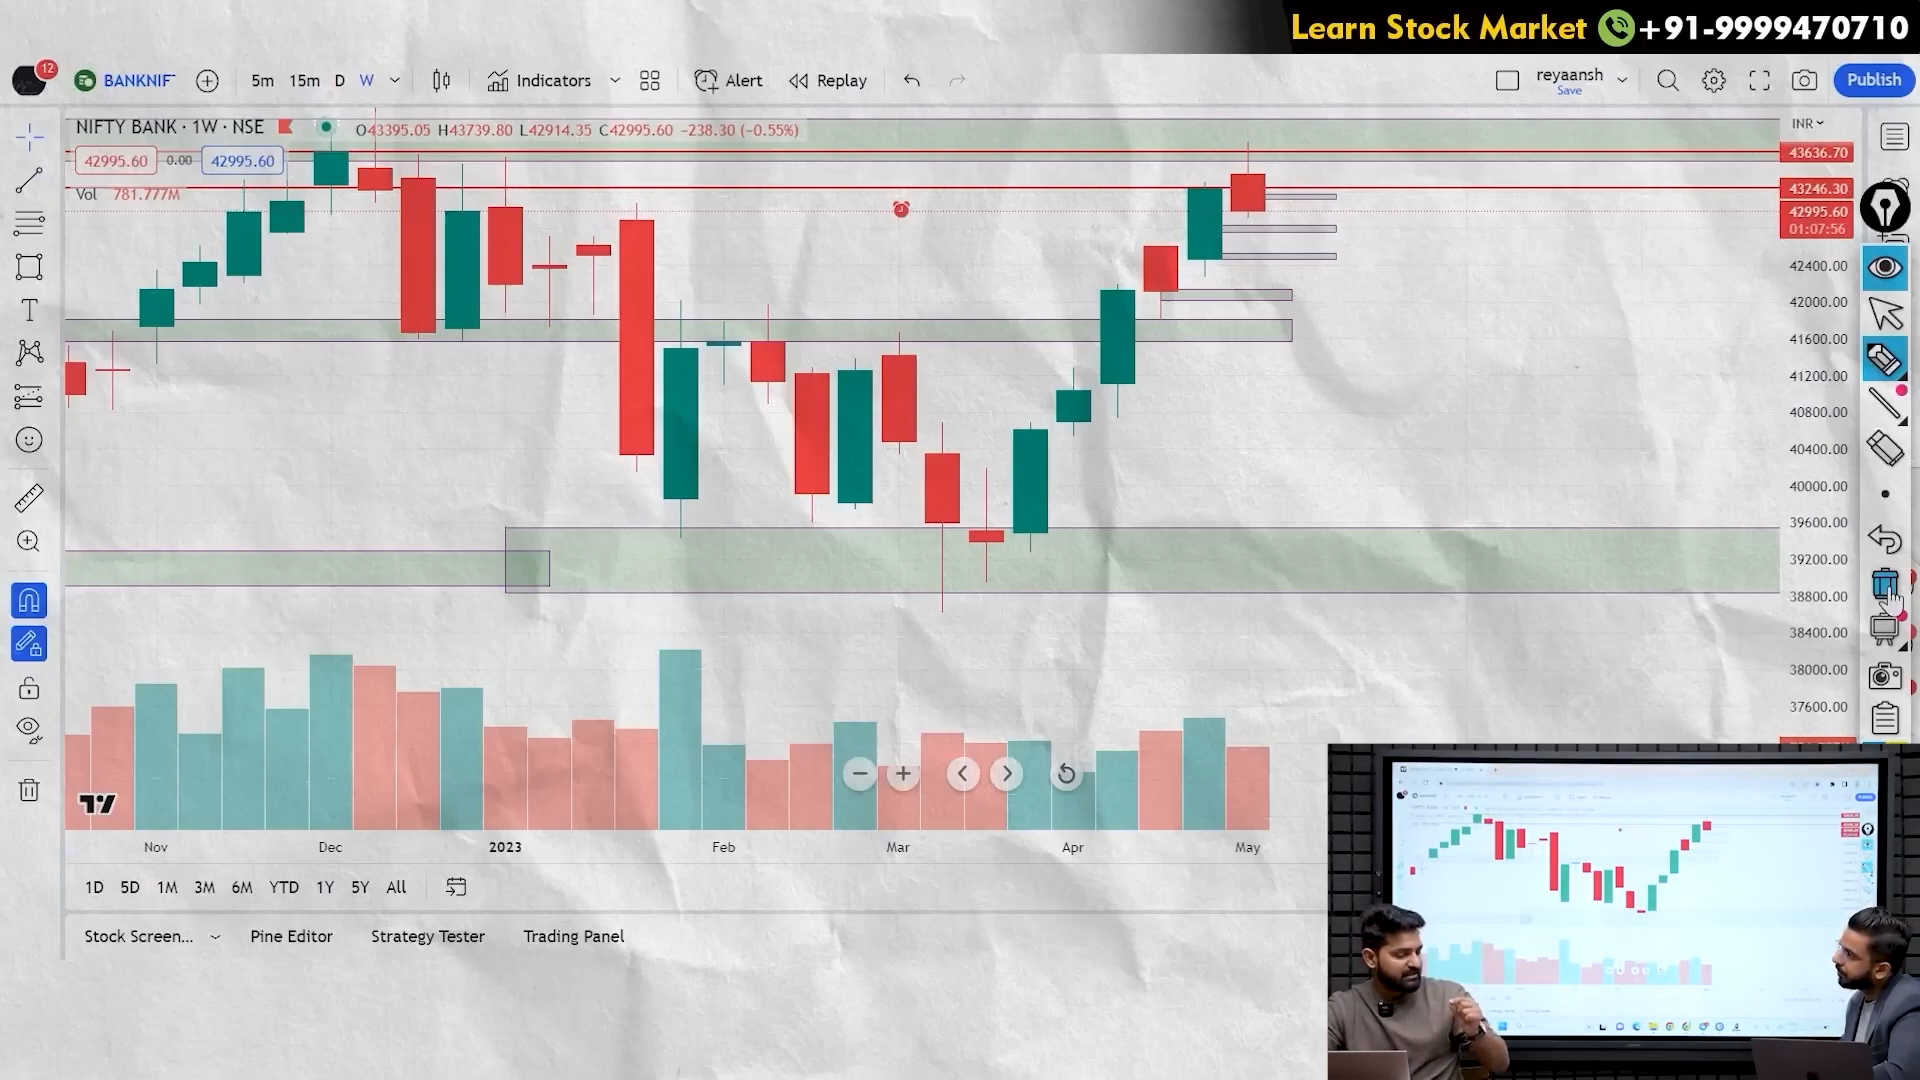 Learn Stock Market +91-9999470710
12
BANKNIF
5m 15m D W
Indicators
Alert
Replay
reyaansh
Save
Publish
NIFTY BANK · 1W · NSE
O43395.05 H43739.80 L42914.35 C42995.60 −238.30 (−0.55%)
42995.60 0.00 42995.60
Vol 781.777M
INR
43636.70
43246.30
42995.60
01:07:56
42400.00
42000.00
41600.00
41200.00
40800.00
40400.00
40000.00
39600.00
39200.00
38800.00
38400.00
38000.00
37600.00
Nov Dec 2023 Feb Mar Apr May
1D 5D 1M 3M 6M YTD 1Y 5Y All
Stock Screen... Pine Editor Strategy Tester Trading Panel